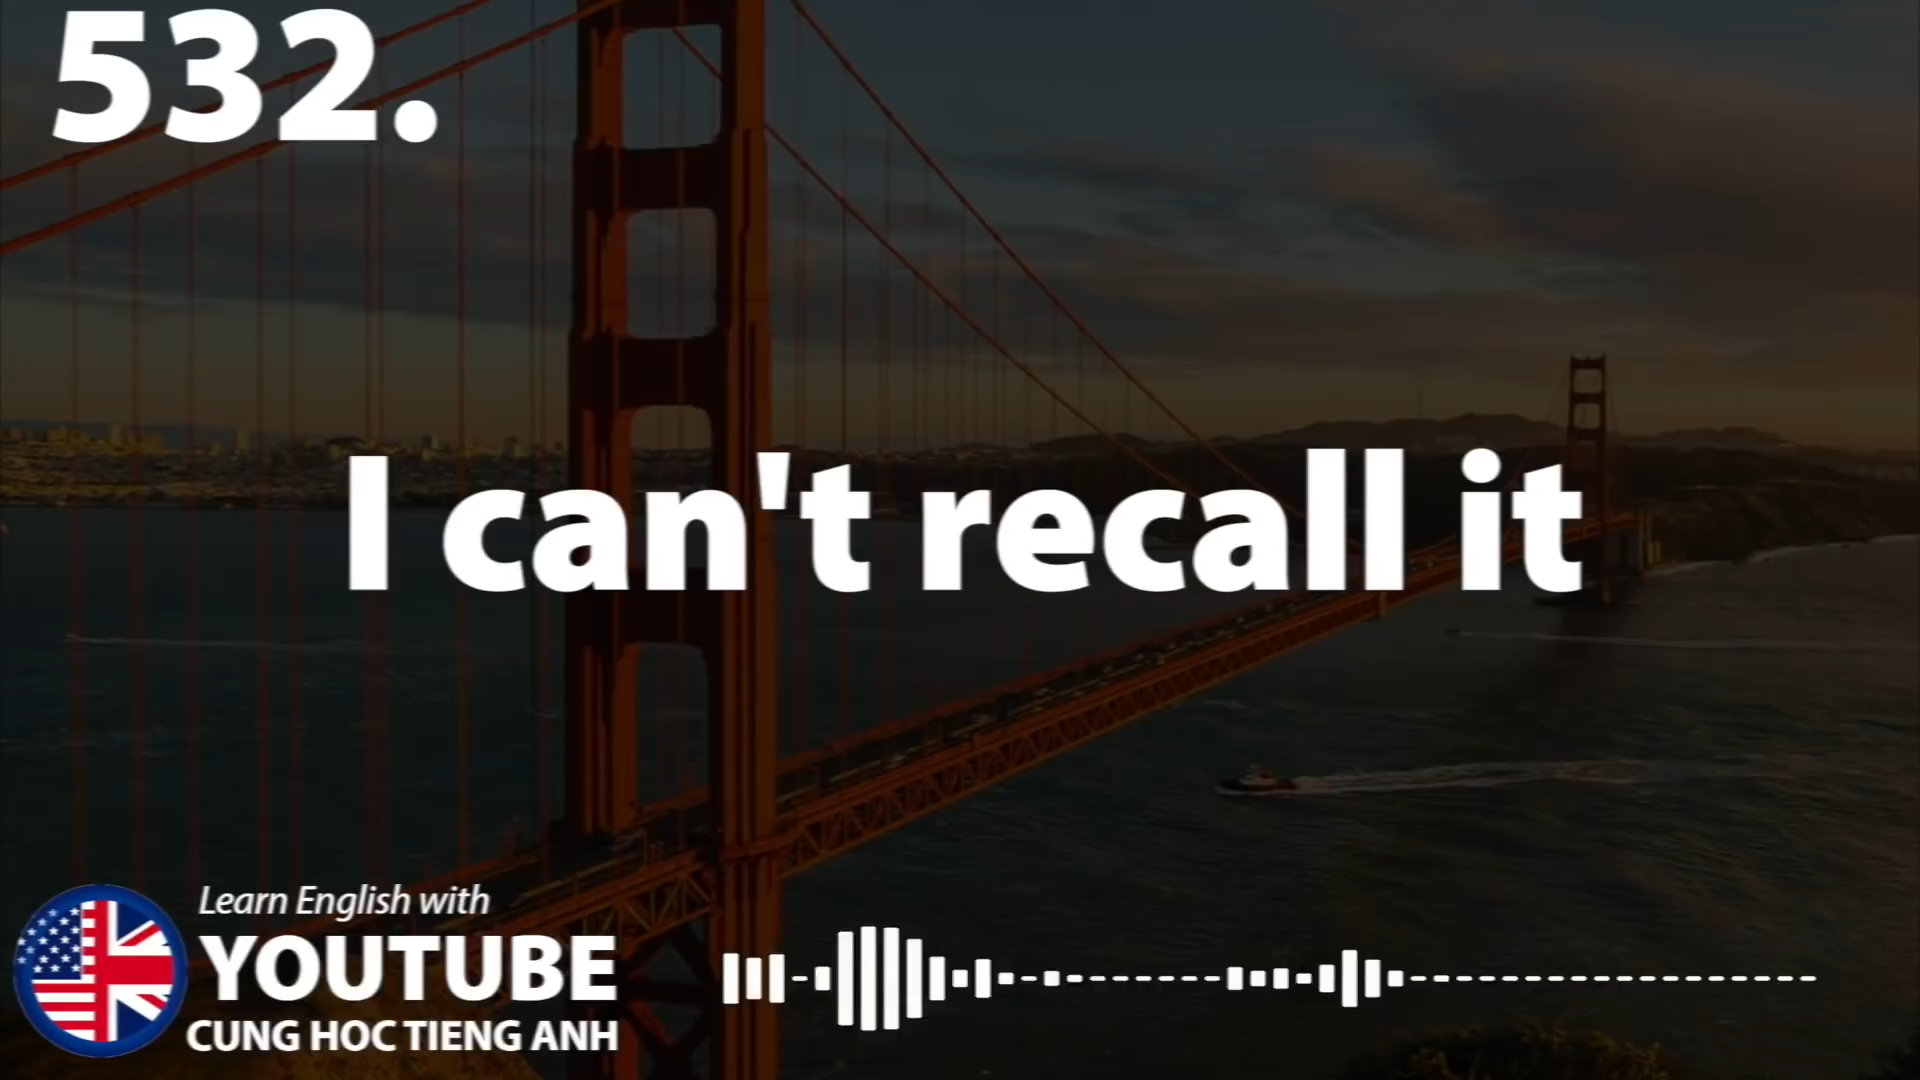 532.
I can't recall it
Learn English with
YOUTUBE
CUNG HOC TIENG ANH